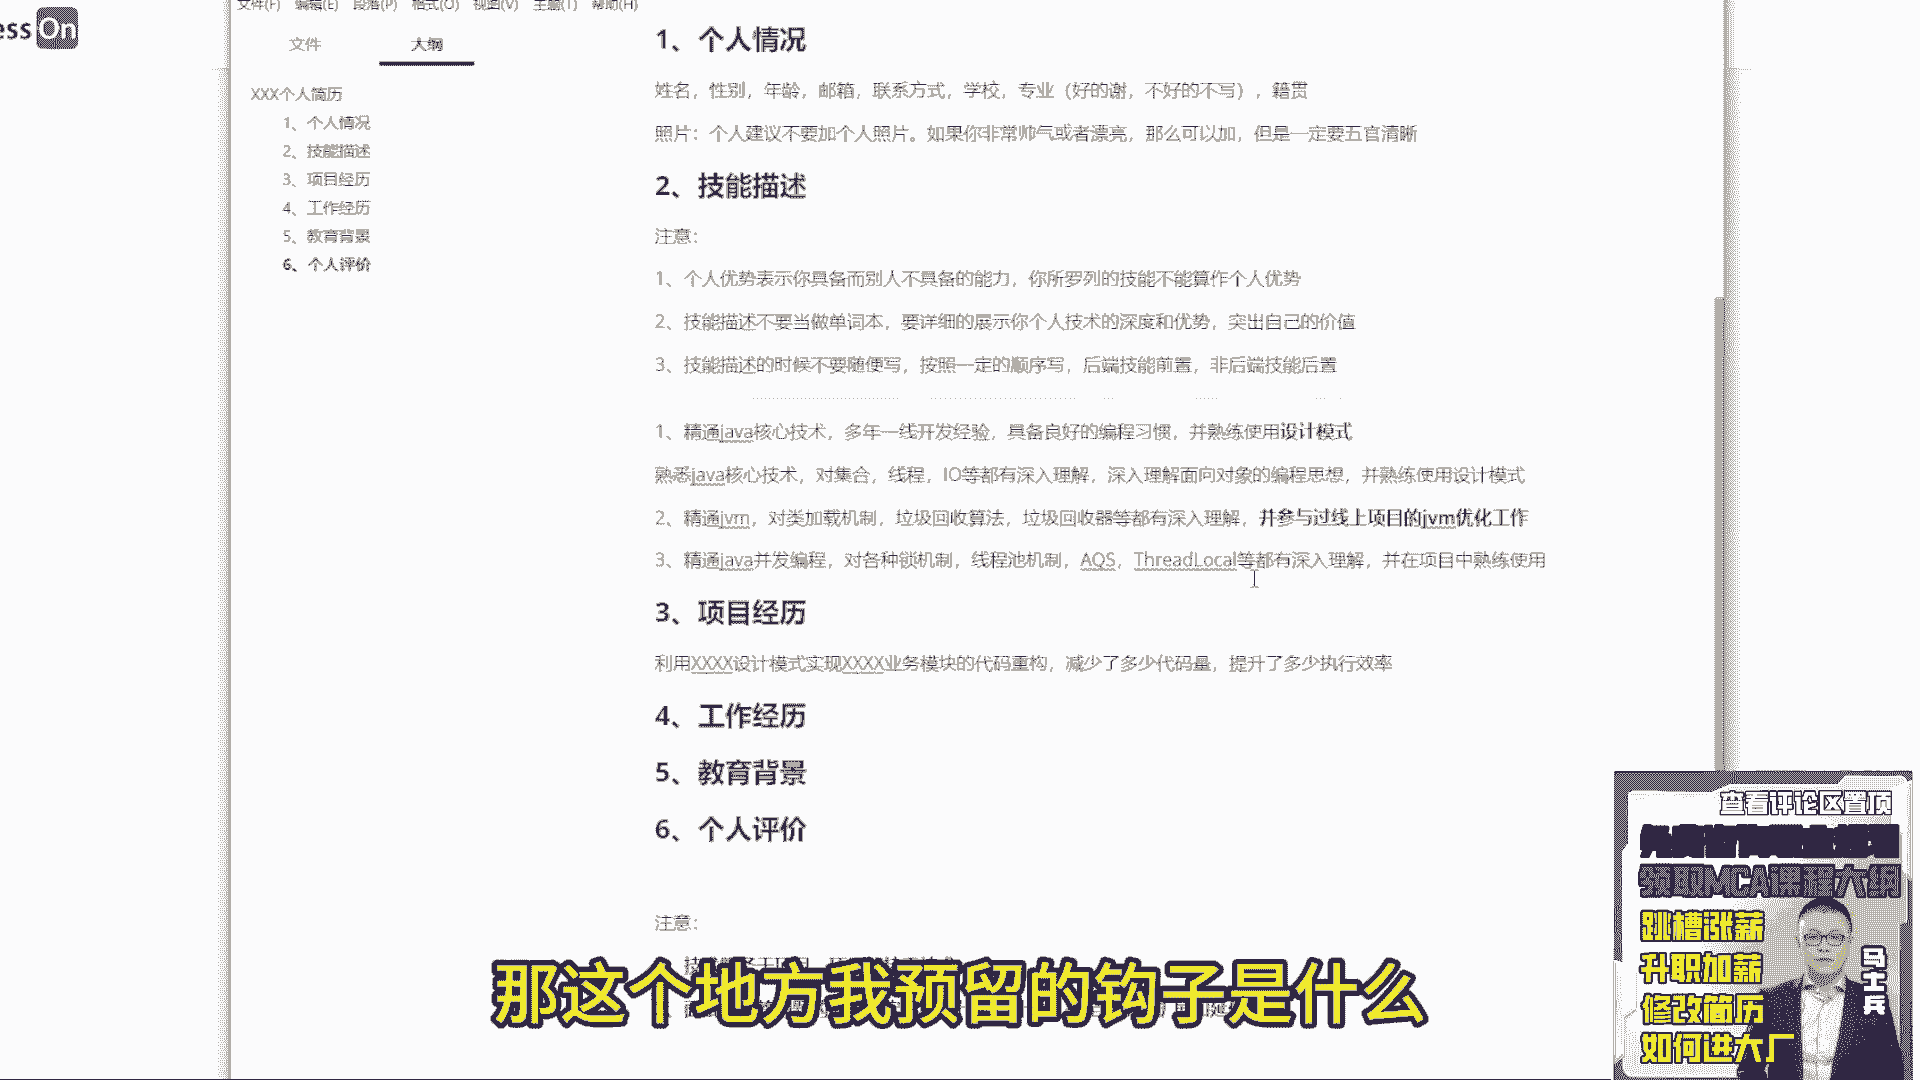 文件(F) 编辑(E) 段落(P) 格式(O) 视图(V) 主题(T) 帮助(H)
ess On
文件 大纲
XXX个人简历
1、个人情况
2、技能描述
3、项目经历
4、工作经历
5、教育背景
6、个人评价
1、个人情况
姓名，性别，年龄，邮箱，联系方式，学校，专业（好的谢，不好的不写），籍贯
照片：个人建议不要加个人照片。如果你非常帅气或者漂亮，那么可以加，但是一定要五官清晰
2、技能描述
注意：
1、个人优势表示你具备而别人不具备的能力，你所罗列的技能不能算作个人优势
2、技能描述不要当做单词本，要详细的展示你个人技术的深度和优势，突出自己的价值
3、技能描述的时候不要随便写，按照一定的顺序写，后端技能前置，非后端技能后置
1、精通java核心技术，多年一线开发经验，具备良好的编程习惯，并熟练使用设计模式
熟悉java核心技术，对集合，线程，IO等都有深入理解，深入理解面向对象的编程思想，并熟练使用设计模式
2、精通jvm，对类加载机制，垃圾回收算法，垃圾回收器等都有深入理解，并参与过线上项目的jvm优化工作
3、精通java并发编程，对各种锁机制，线程池机制，AQS，ThreadLocal等都有深入理解，并在项目中熟练使用
3、项目经历
利用XXXX设计模式实现XXXX业务模块的代码重构，减少了多少代码量，提升了多少执行效率
4、工作经历
5、教育背景
6、个人评价
注意：
那这个地方我预留的钩子是什么
查看评论区置顶
领取MCA课程大纲
跳槽涨薪
升职加薪
修改简历
如何进大厂
马士兵